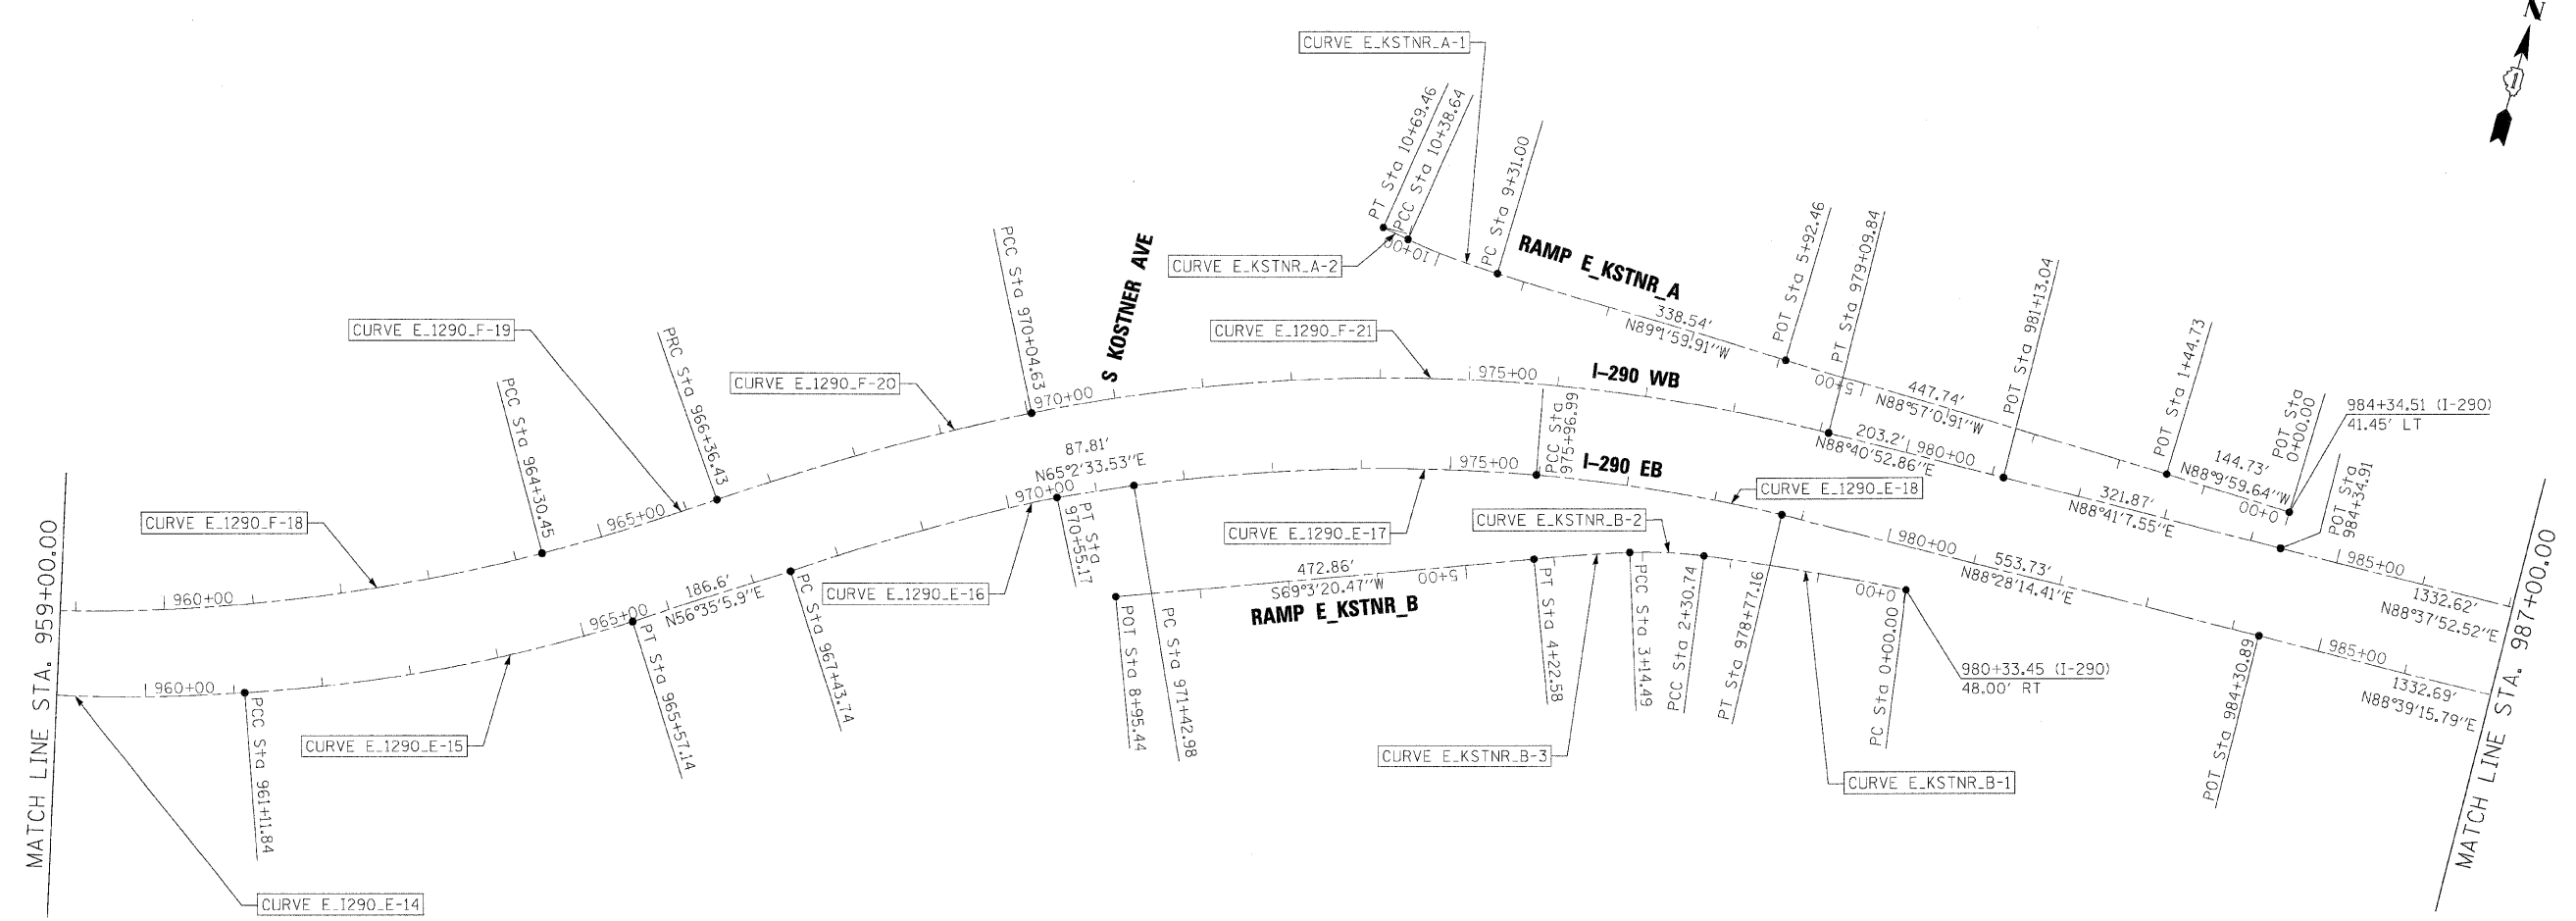 N
CURVE E_KSTNR_A-1
PT Sta 10+69.46
PCC Sta 10+38.64
PC Sta 9+31.00
CURVE E_KSTNR_A-2
10+00
RAMP E_KSTNR_A
338.54'
N89°1'59.91"W
POT Sta 5+92.46
PT Sta 979+09.84
5+00
447.74'
N88°57'0.91"W
POT Sta 981+13.04
POT Sta 1+44.73
144.73'
N88°9'59.64"W
POT Sta
0+00.00
0+00
984+34.51 (I-290)
41.45' LT
POT Sta
984+34.91
PCC Sta 970+04.63
S KOSTNER AVE
CURVE E_1290_F-19
PRC Sta 966+36.43
CURVE E_1290_F-20
CURVE E_1290_F-21
PCC Sta 964+30.45
CURVE E_1290_F-18
960+00
965+00
970+00
975+00
I-290 WB
203.2'
N88°40'52.86"E
980+00
321.87'
N88°41'7.55"E
985+00
1332.62'
N88°37'52.52"E
MATCH LINE STA. 959+00.00
960+00
PCC Sta 961+11.84
CURVE E_1290_E-14
CURVE E_1290_E-15
965+00
PT Sta 965+57.14
186.6'
N56°35'5.9"E
PC Sta 967+43.74
CURVE E_1290_E-16
970+00
87.81'
N65°2'33.53"E
PT Sta
970+55.17
PC Sta 971+42.98
975+00
PCC Sta
975+96.99
I-290 EB
CURVE E_1290_E-17
CURVE E_1290_E-18
PT Sta 978+77.16
980+00
553.73'
N88°28'14.41"E
POT Sta 984+30.89
985+00
1332.69'
N88°39'15.79"E
MATCH LINE STA. 987+00.00
CURVE E_KSTNR_B-2
472.86'
S69°3'20.47"W
5+00
RAMP E_KSTNR_B
POT Sta 8+95.44
PT Sta 4+22.58
PCC Sta 3+14.49
PCC Sta 2+30.74
CURVE E_KSTNR_B-3
0+00
PC Sta 0+00.00
980+33.45 (I-290)
48.00' RT
CURVE E_KSTNR_B-1